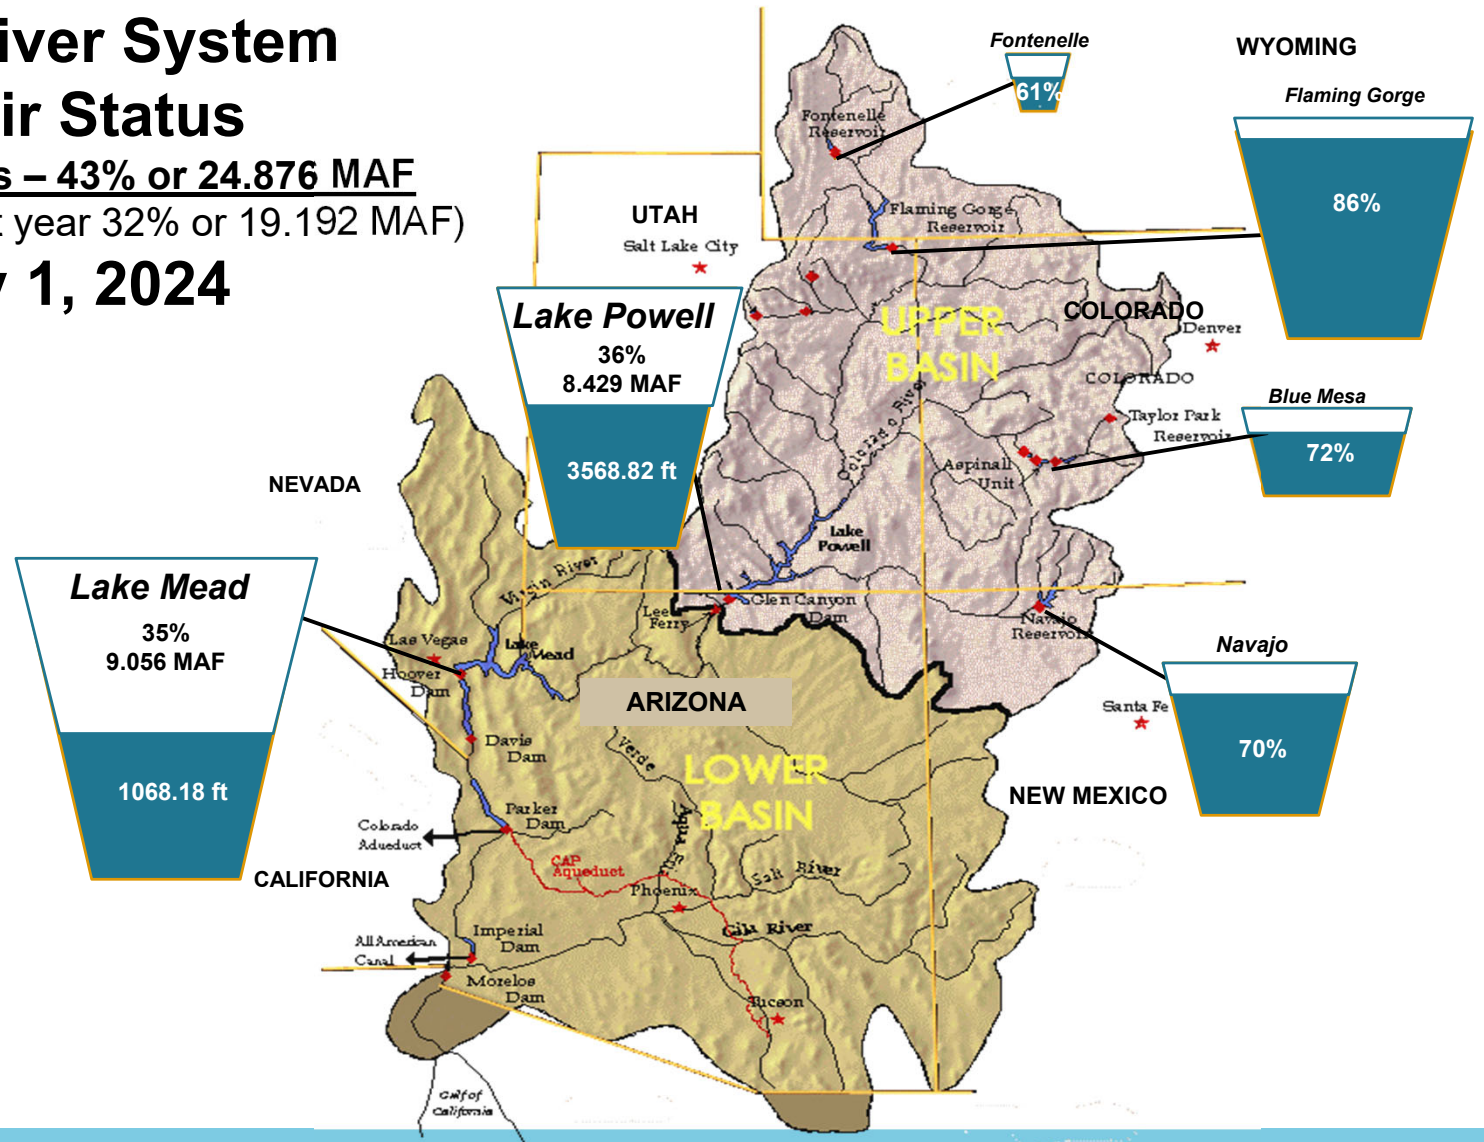 iver System
ir Status
s – 43% or 24.876 MAF
t year 32% or 19.192 MAF)
y 1, 2024
Fontenelle
61%
WYOMING
Flaming Gorge
86%
Fontenelle
Reservoir
UTAH
Salt Lake City
Flaming Gorge
Reservoir
Lake Powell
36%
8.429 MAF
3568.82 ft
UPPER
BASIN
COLORADO
Denver
COLORADO
Blue Mesa
72%
Taylor Park
Reservoir
Colorado River
Aspinall
Unit
NEVADA
Lake
Powell
Virgin River
Lake Mead
35%
9.056 MAF
1068.18 ft
Glen Canyon
Dam
Lee
Ferry
Navajo
Reservoir
Navajo
70%
Las Vegas
Lake
Mead
Hoover
Dam
ARIZONA
Santa Fe
Davis
Dam
Verde
LOWER
BASIN
NEW MEXICO
Parker
Dam
Colorado
Aqueduct
Agua Fria
CAP
Aqueduct
Salt River
CALIFORNIA
Phoenix
Gila River
Imperial
Dam
All American
Canal
Morelos
Dam
Tucson
Gulf of
California